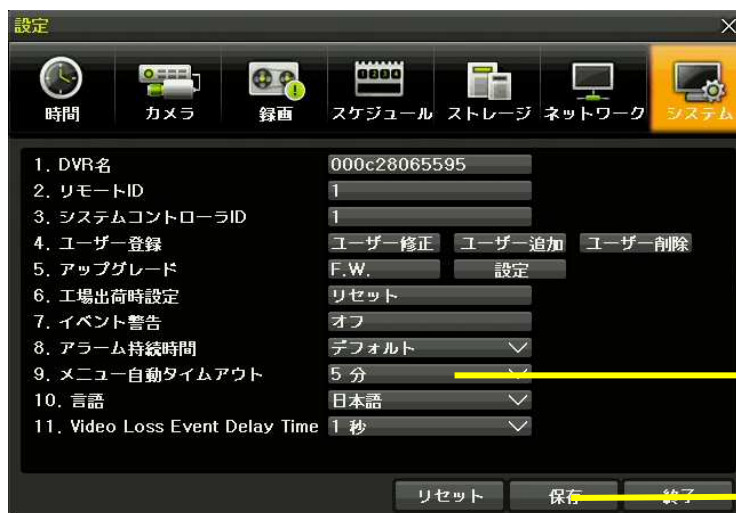 設定
時間 カメラ 録画 スケジュール ストレージ ネットワーク システム
1. DVR名 000c28065595
2. リモートID 1
3. システムコントローラID 1
4. ユーザー登録 ユーザー修正 ユーザー追加 ユーザー削除
5. アップグレード F.W. 設定
6. 工場出荷時設定 リセット
7. イベント警告 オフ
8. アラーム持続時間 デフォルト
9. メニュー自動タイムアウト 5 分
10. 言語 日本語
11. Video Loss Event Delay Time 1 秒
リセット 保存 終了